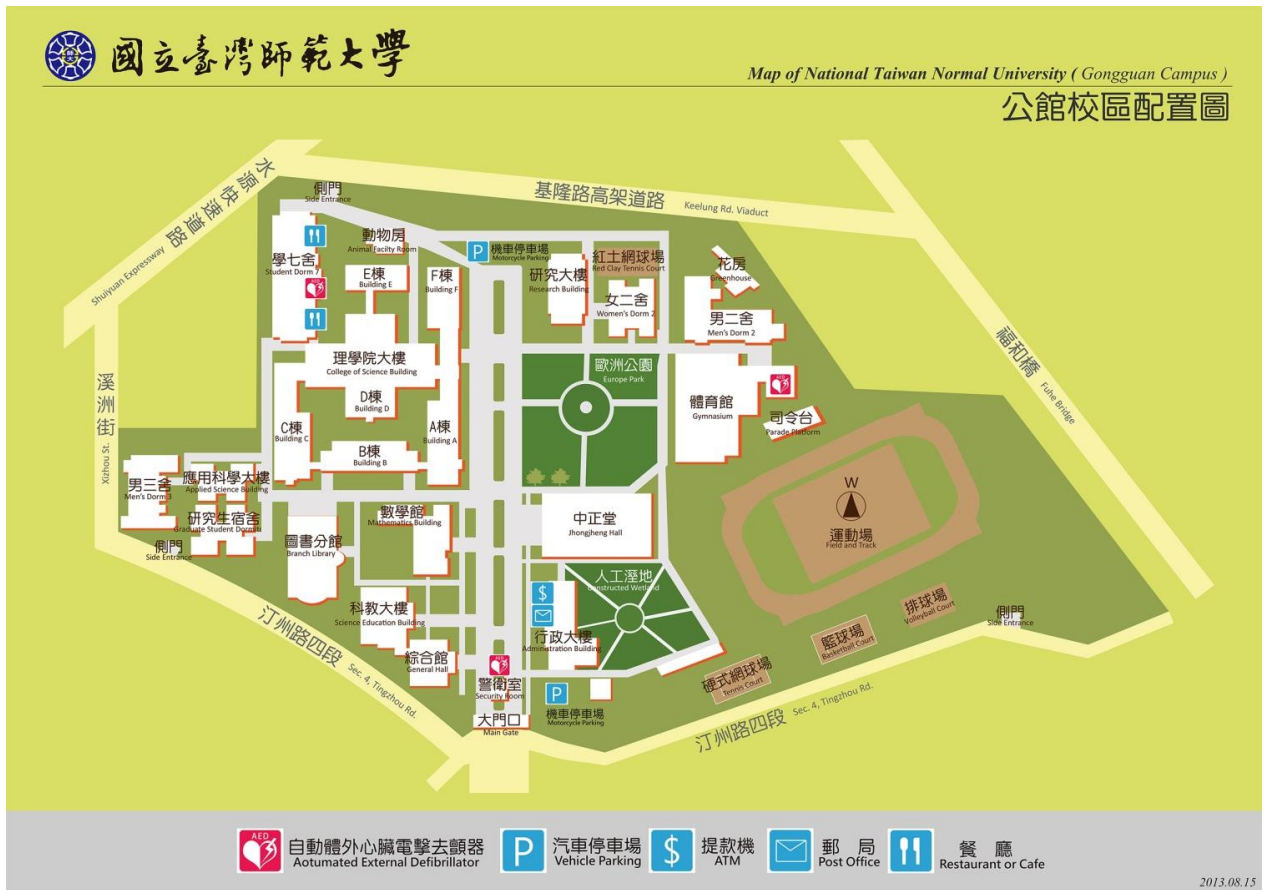 國立臺灣師範大學
Map of National Taiwan Normal University ( Gongguan Campus )
公館校區配置圖
水源快速道路
Shuiyuan Expressway
側門
Side Entrance
基隆路高架道路
Keelung Rd. Viaduct
動物房
Animal Facilty Room
P
機車停車場
Motorcycle Parking
學七舍
Student Dorm 7
AED
E棟
Building E
F棟
Building F
研究大樓
Research Building
紅土網球場
Red Clay Tennis Court
女二舍
Women's Dorm 2
花房
Greenhouse
男二舍
Men's Dorm 2
福和橋
Fuhe Bridge
溪洲街
Xizhou St.
理學院大樓
College of Science Building
D棟
Building D
C棟
Building C
B棟
Building B
A棟
Building A
歐洲公園
Europe Park
體育館
Gymnasium
AED
司令台
Parade Platform
男三舍
Men's Dorm 3
應用科學大樓
Applied Science Building
研究生宿舍
Graduate Student Dorm
側門
Side Entrance
圖書分館
Branch Library
數學館
Mathematics Building
中正堂
Jhongjheng Hall
W
運動場
Field and Track
科教大樓
Science Education Building
綜合館
General Hall
$
行政大樓
Administration Building
人工溼地
Constructed Wetland
AED
警衛室
Security Room
大門口
Main Gate
P
機車停車場
Motorcycle Parking
硬式網球場
Tennis Court
籃球場
Basketball Court
排球場
Volleyball Court
側門
Side Entrance
汀州路四段
Sec. 4, Tingzhou Rd.
汀州路四段
Sec. 4, Tingzhou Rd.
AED
自動體外心臟電擊去顫器
Aotumated External Defibrillator
P
汽車停車場
Vehicle Parking
$
提款機
ATM
郵 局
Post Office
餐 廳
Restaurant or Cafe
2013.08.15